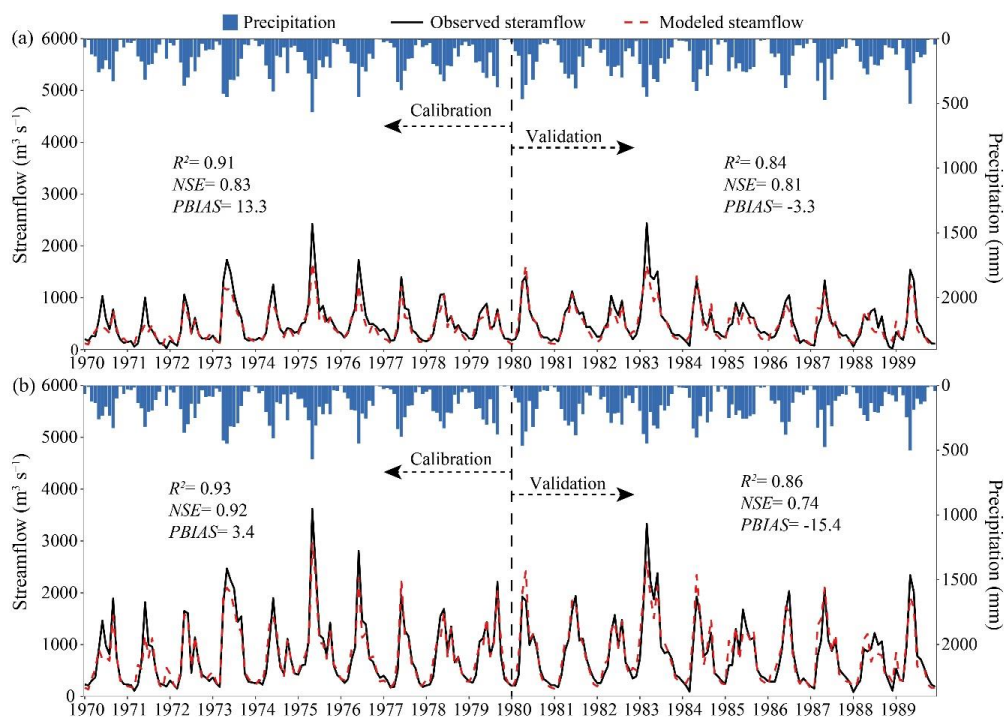 Precipitation Observed steramflow Modeled steamflow
(a)
6000
5000
4000
3000
2000
1000
0
Streamflow (m³ s⁻¹)
0
500
1000
1500
2000
Precipitation (mm)
Calibration
Validation
R²= 0.91
NSE= 0.83
PBIAS= 13.3
R²= 0.84
NSE= 0.81
PBIAS= -3.3
1970 1971 1972 1973 1974 1975 1976 1977 1978 1979 1980 1981 1982 1983 1984 1985 1986 1987 1988 1989
(b)
6000
5000
4000
3000
2000
1000
0
Streamflow (m³ s⁻¹)
0
500
1000
1500
2000
Precipitation (mm)
Calibration
Validation
R²= 0.93
NSE= 0.92
PBIAS= 3.4
R²= 0.86
NSE= 0.74
PBIAS= -15.4
1970 1971 1972 1973 1974 1975 1976 1977 1978 1979 1980 1981 1982 1983 1984 1985 1986 1987 1988 1989